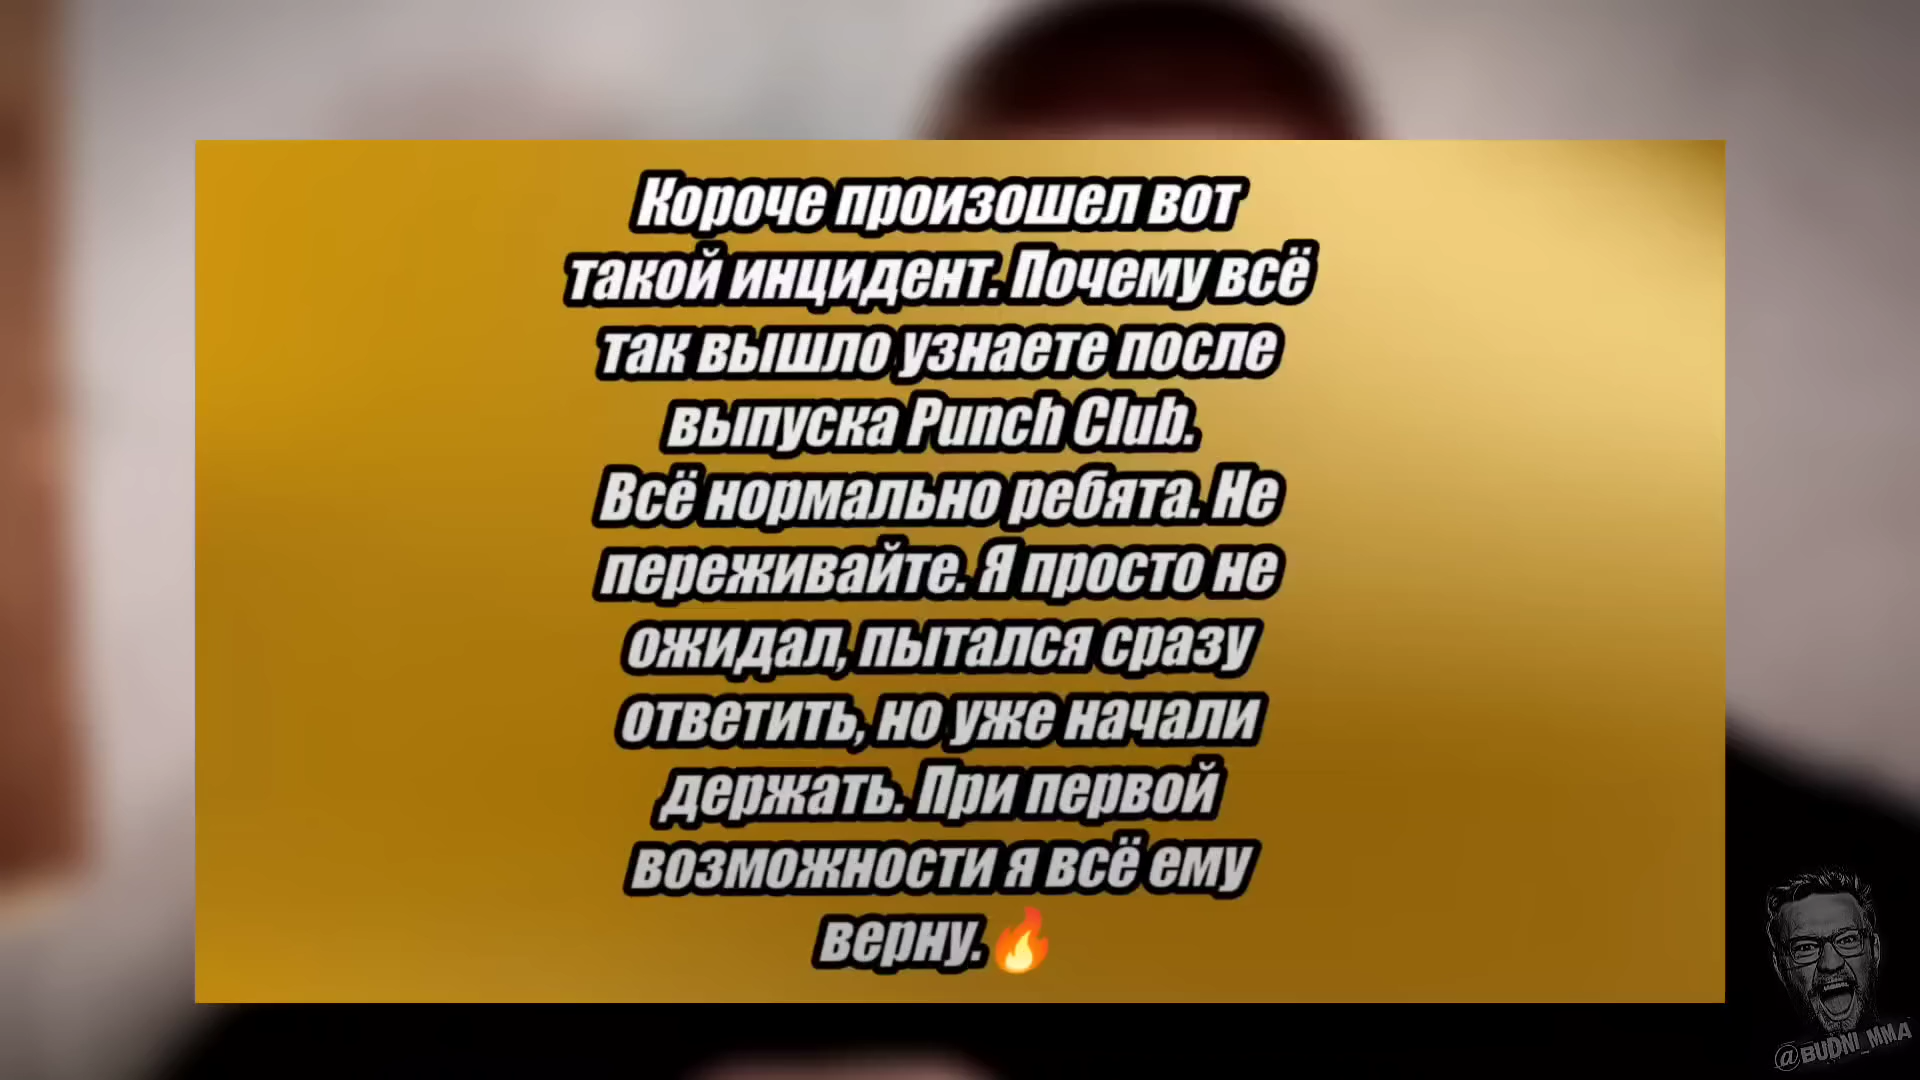 Короче произошел вот
такой инцидент. Почему всё
так вышло узнаете после
выпуска Punch Club.
Всё нормально ребята. Не
переживайте. Я просто не
ожидал, пытался сразу
ответить, но уже начали
держать. При первой
возможности я всё ему
верну.🔥
@BUDNI_MMA